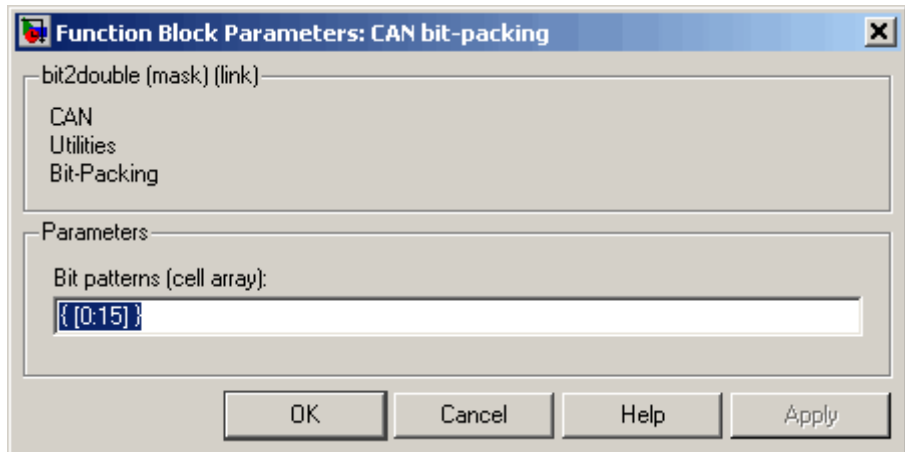 Function Block Parameters: CAN bit-packing
bit2double (mask) (link)
CAN
Utilities
Bit-Packing
Parameters
Bit patterns (cell array):
{ [0:15] }
OK Cancel Help Apply